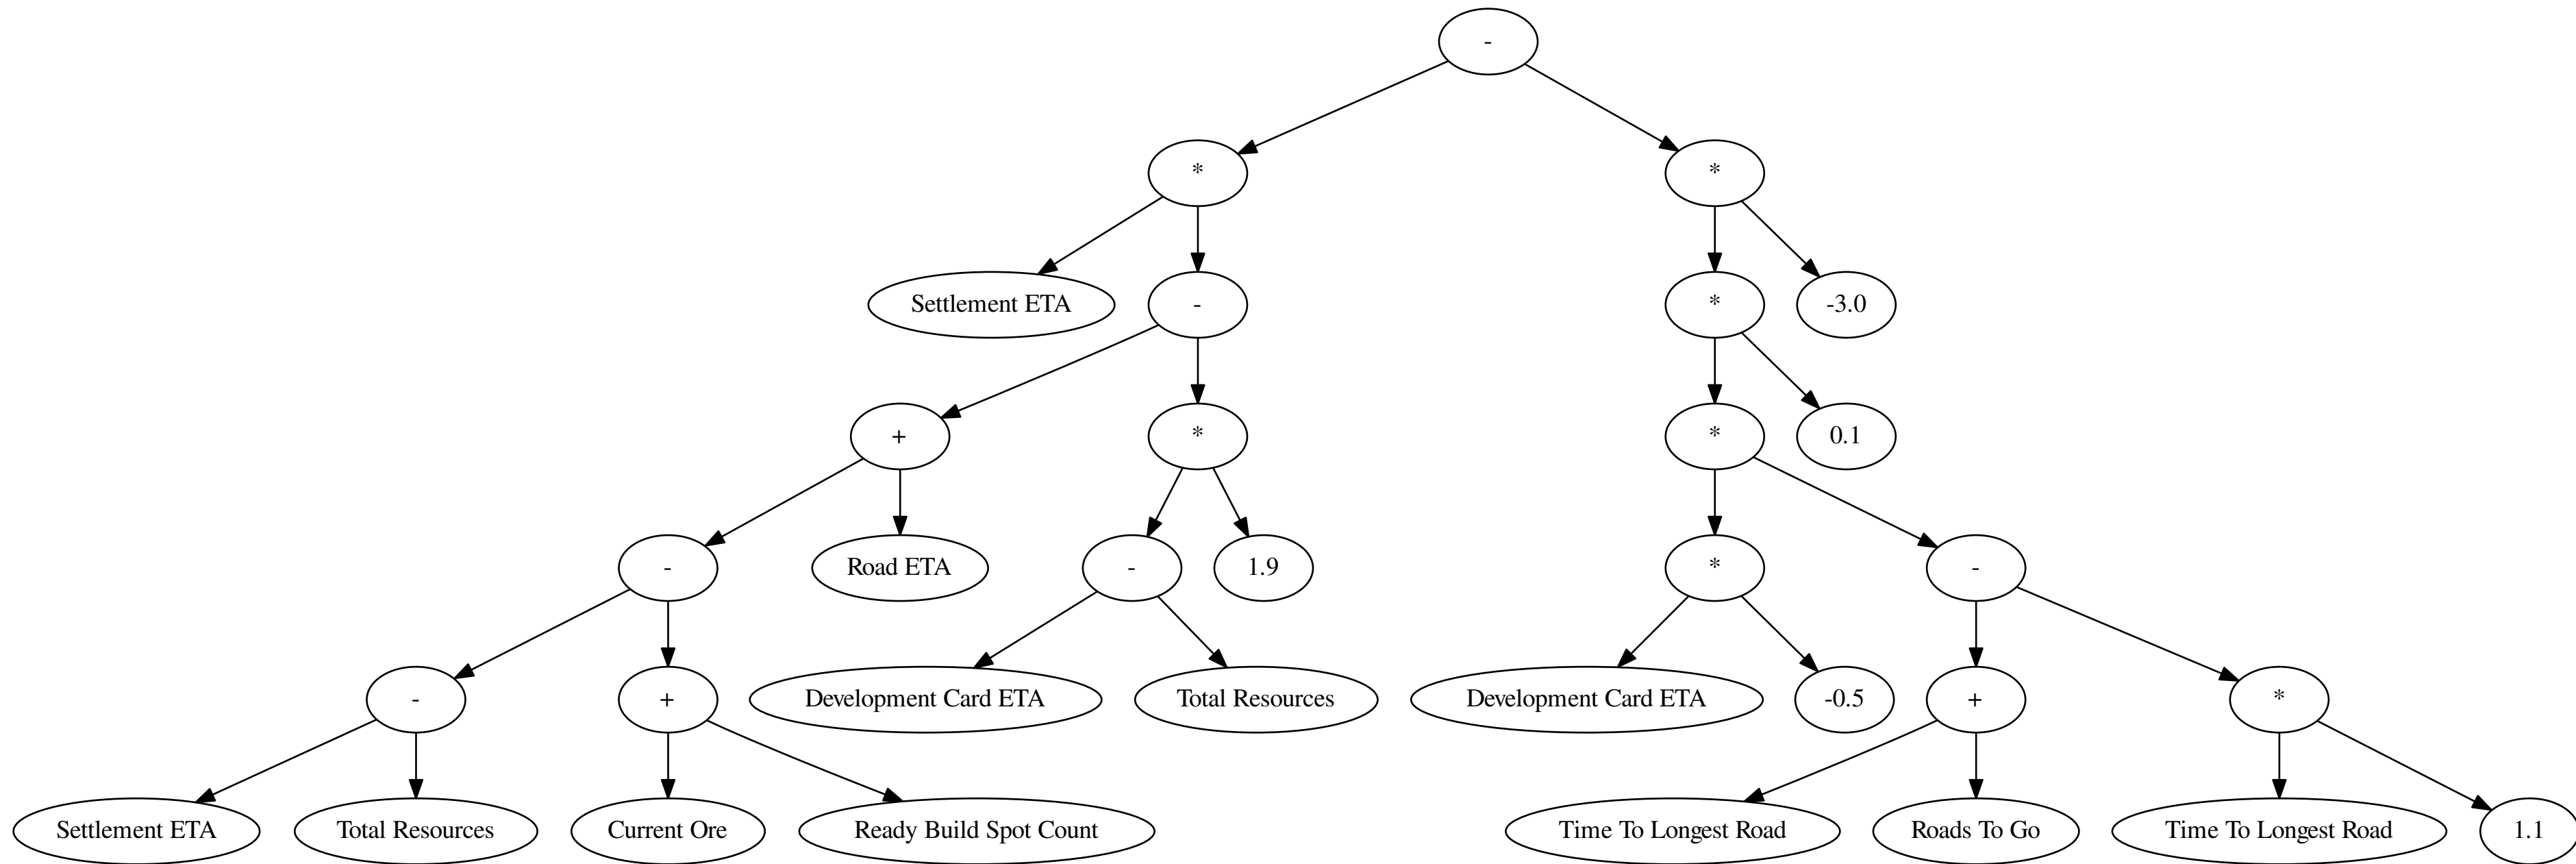 -
* *
Settlement ETA - * -3.0
+ * * 0.1
- Road ETA - 1.9 * -
- + Development Card ETA Total Resources Development Card ETA -0.5 + *
Settlement ETA Total Resources Current Ore Ready Build Spot Count Time To Longest Road Roads To Go Time To Longest Road 1.1